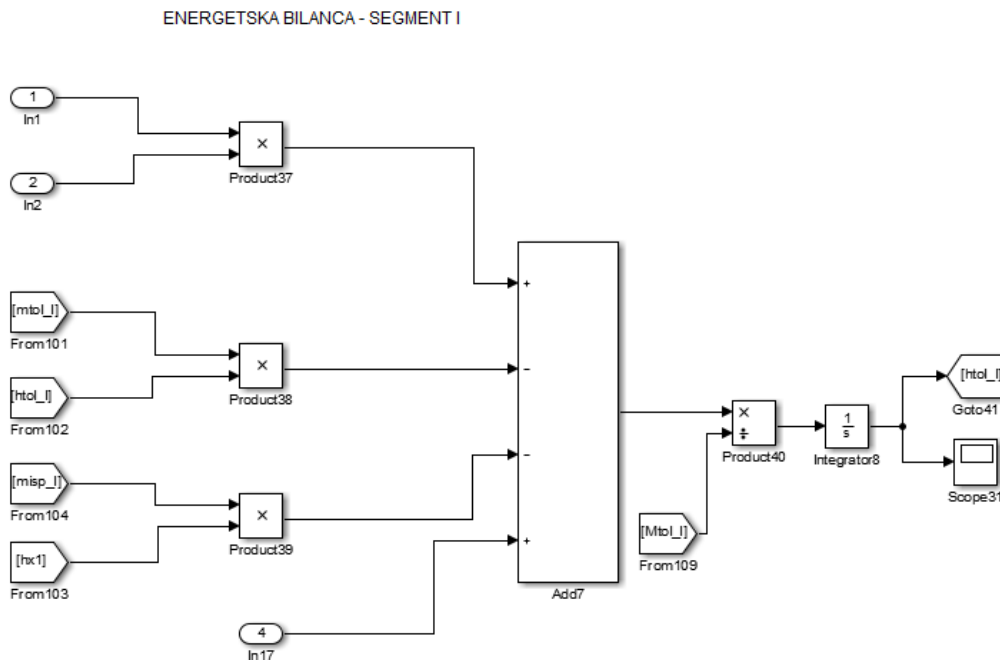 ENERGETSKA BILANCA - SEGMENT I
1
In1
2
In2
×
Product37
[mtol_I]
From101
[htol_I]
From102
×
Product38
[misp_I]
From104
[hx1]
From103
×
Product39
4
In17
+
−
−
+
Add7
[Mtol_I]
From109
×
÷
Product40
1
s
Integrator8
[htol_I]
Goto41
Scope31